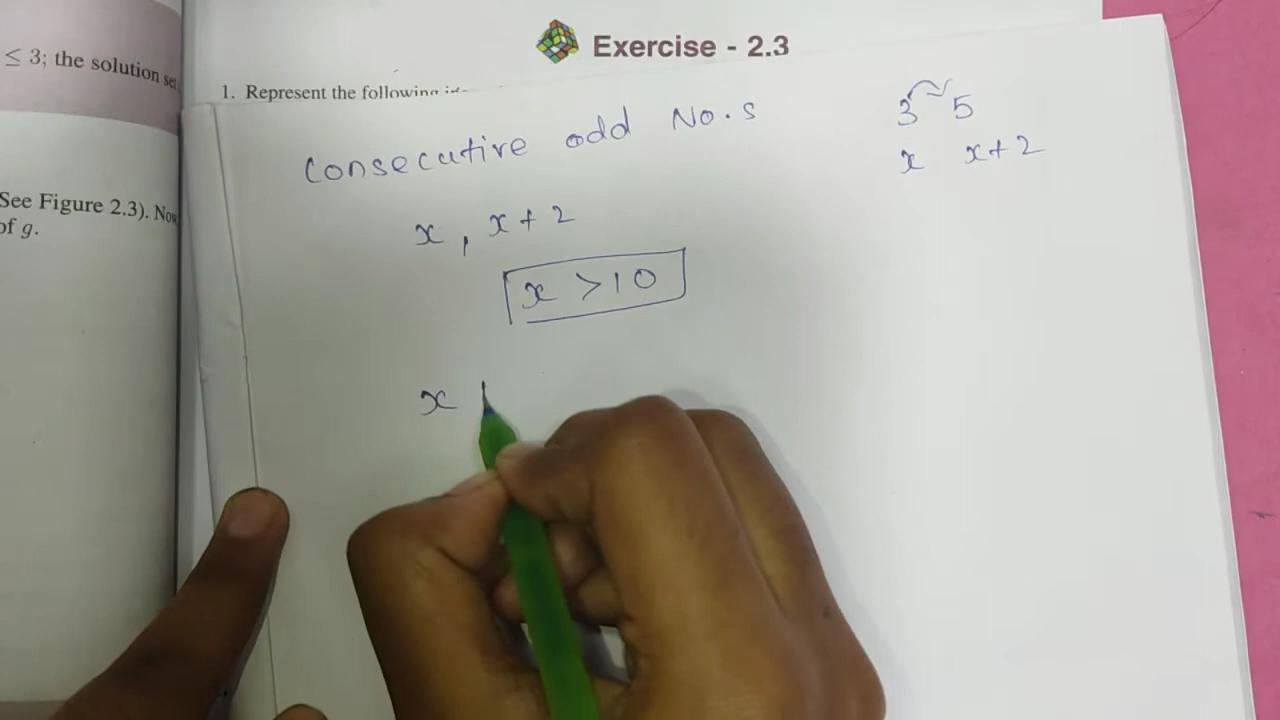 ≤ 3; the solution set
See Figure 2.3). Now
of g.
Exercise - 2.3
1. Represent the following
Consecutive odd No.s
3 5
x x+2
x, x+2
x >10
x